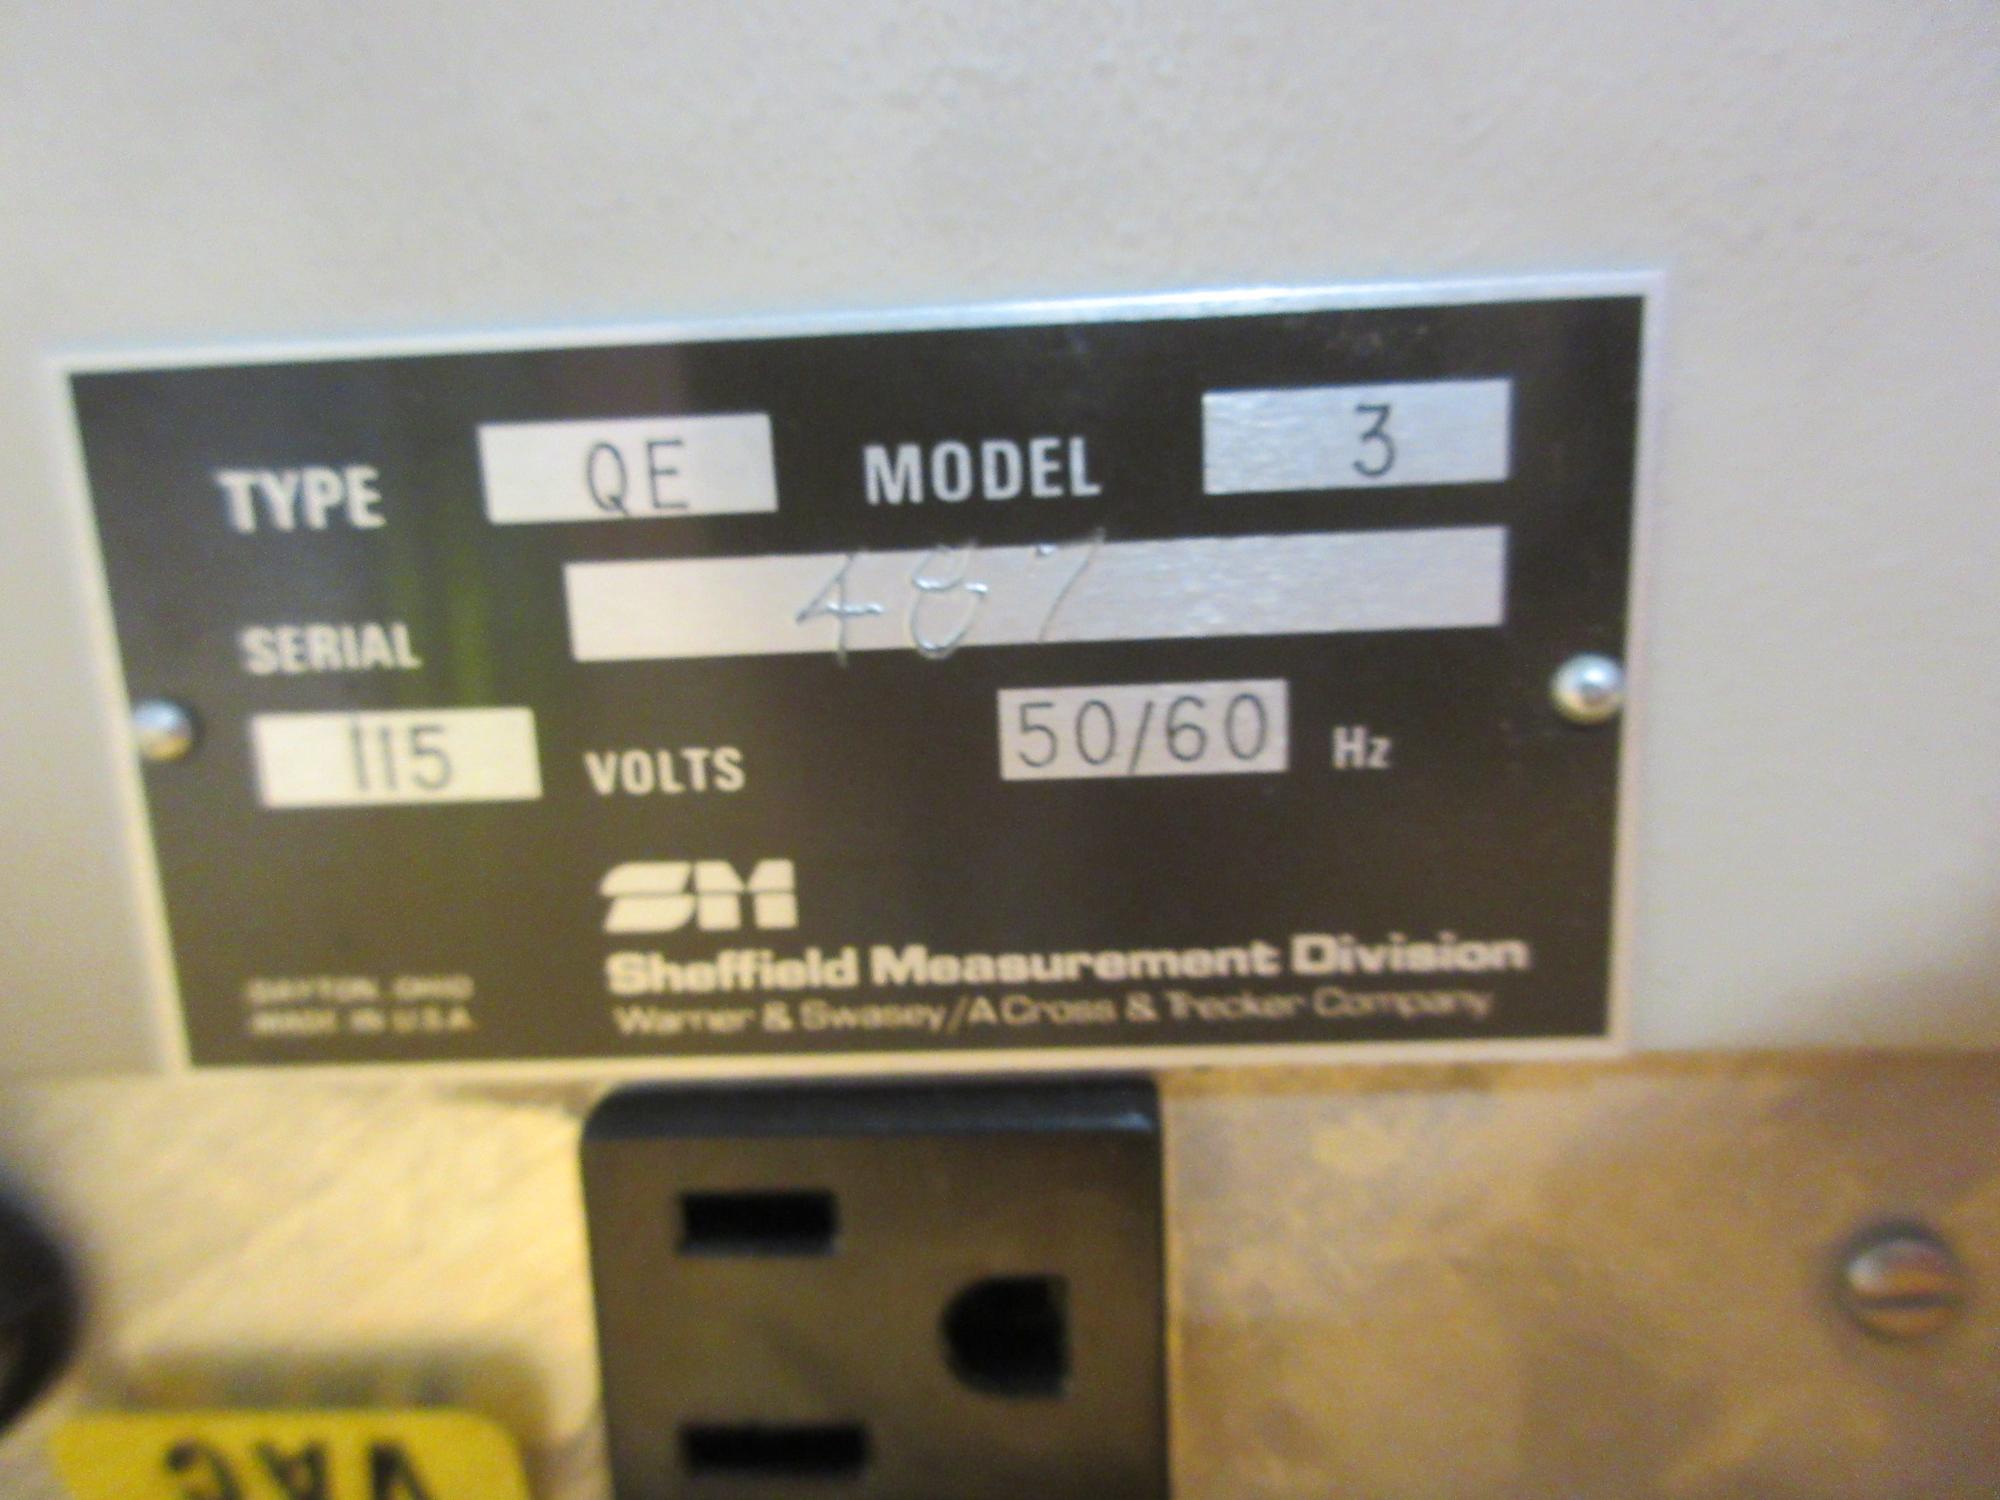 TYPE QE MODEL 3
SERIAL 487
115 VOLTS 50/60 Hz
SM
Sheffield Measurement Division
Warner & Swasey/A Cross & Trecker Company
DAYTON, OHIO
MADE IN U.S.A.